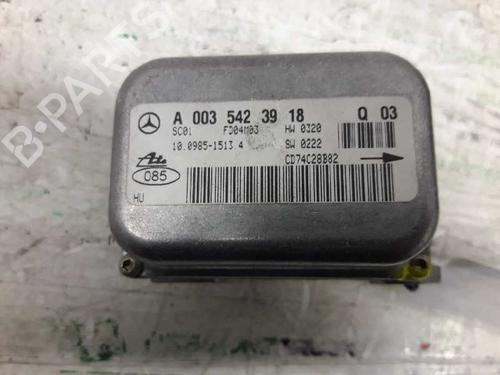 A 003 542 39 18 Q 03
SC01 FD04M03 HW 0320
10.0985-1513.4 SW 0222
Ate CD74C28B82
085
HU
B-PARTS